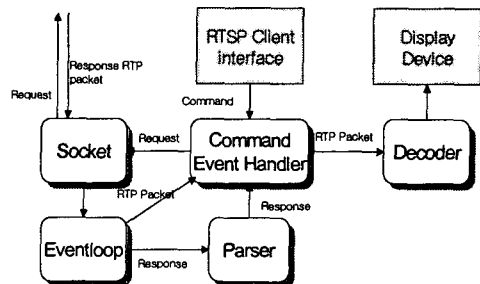 Response RTP
packet
Request
RTSP Client
interface
Display
Device
Command
Socket
Request
Command
Event Handler
RTP Packet
Decoder
RTP Packet
Response
Eventloop
Response
Parser